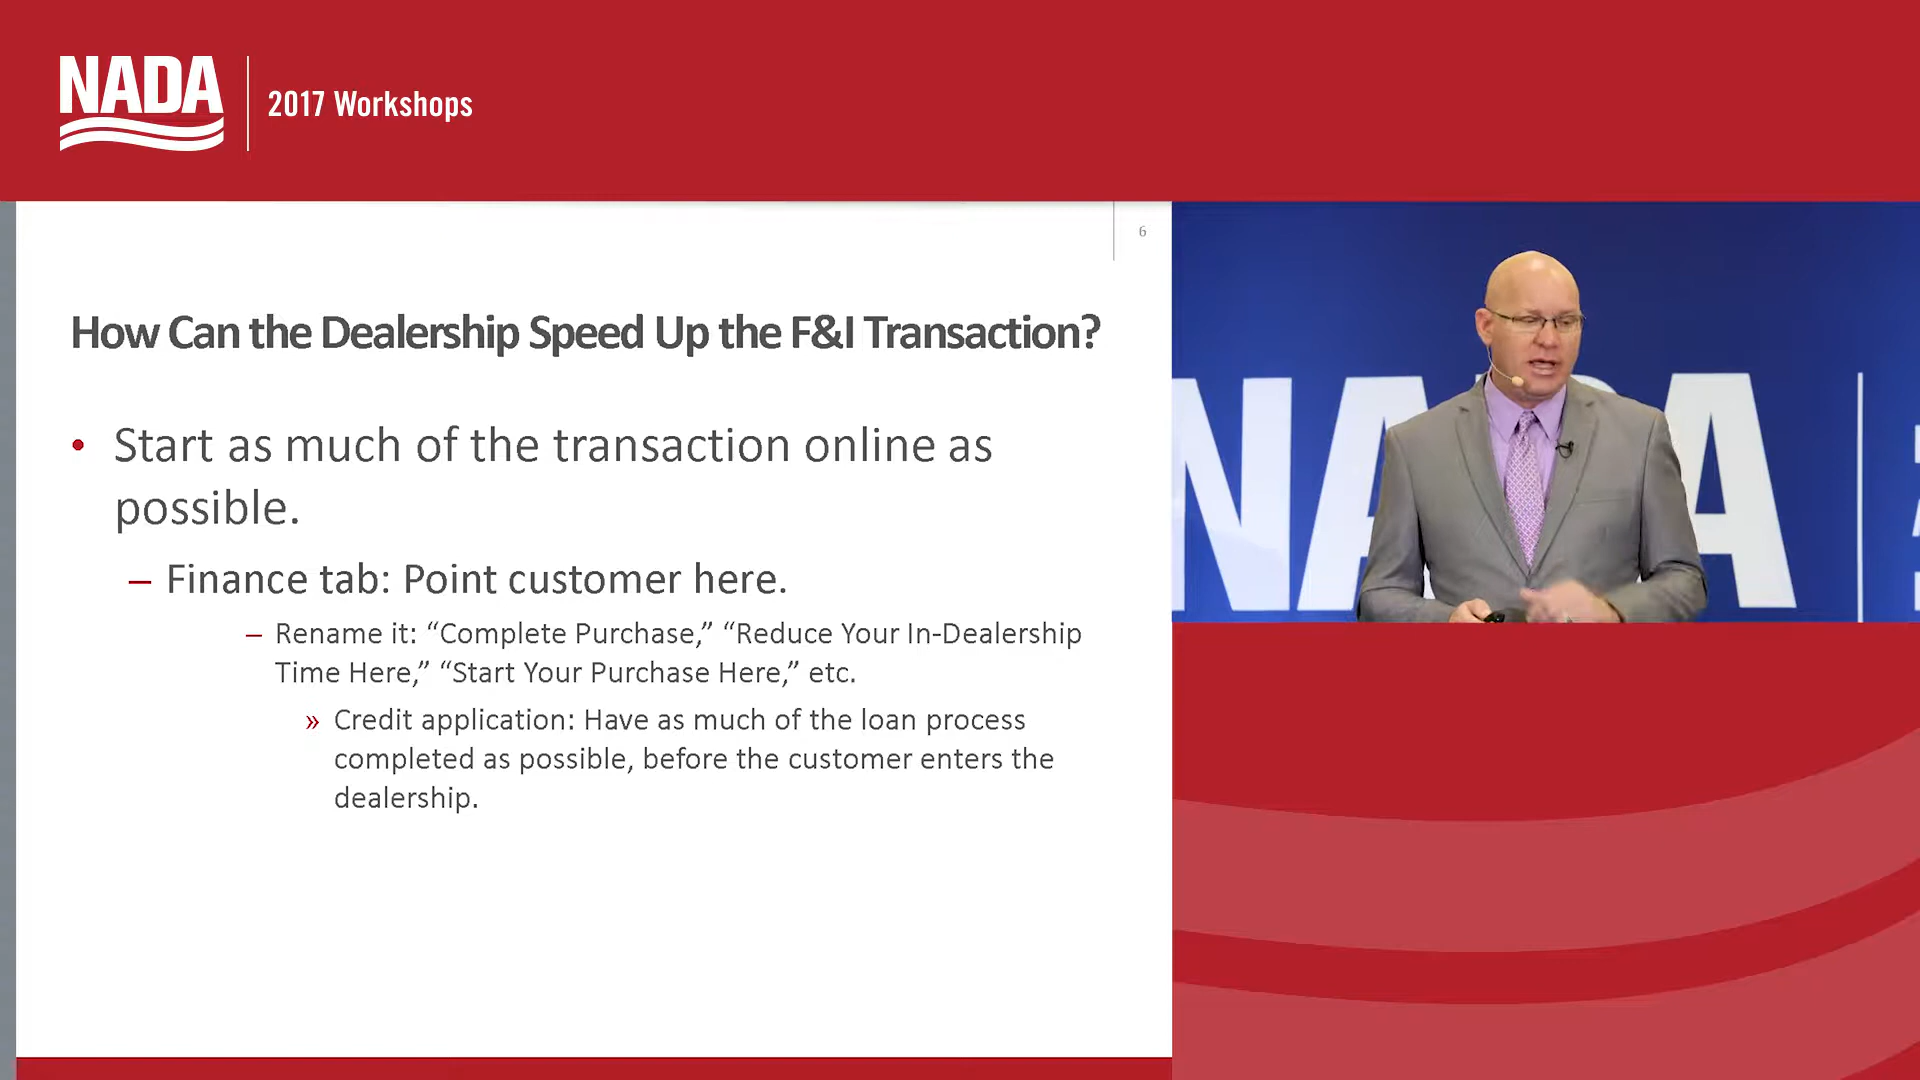 NADA
2017 Workshops
6
How Can the Dealership Speed Up the F&I Transaction?
• Start as much of the transaction online as
possible.
– Finance tab: Point customer here.
– Rename it: “Complete Purchase,” “Reduce Your In-Dealership
Time Here,” “Start Your Purchase Here,” etc.
» Credit application: Have as much of the loan process
completed as possible, before the customer enters the
dealership.
NADA